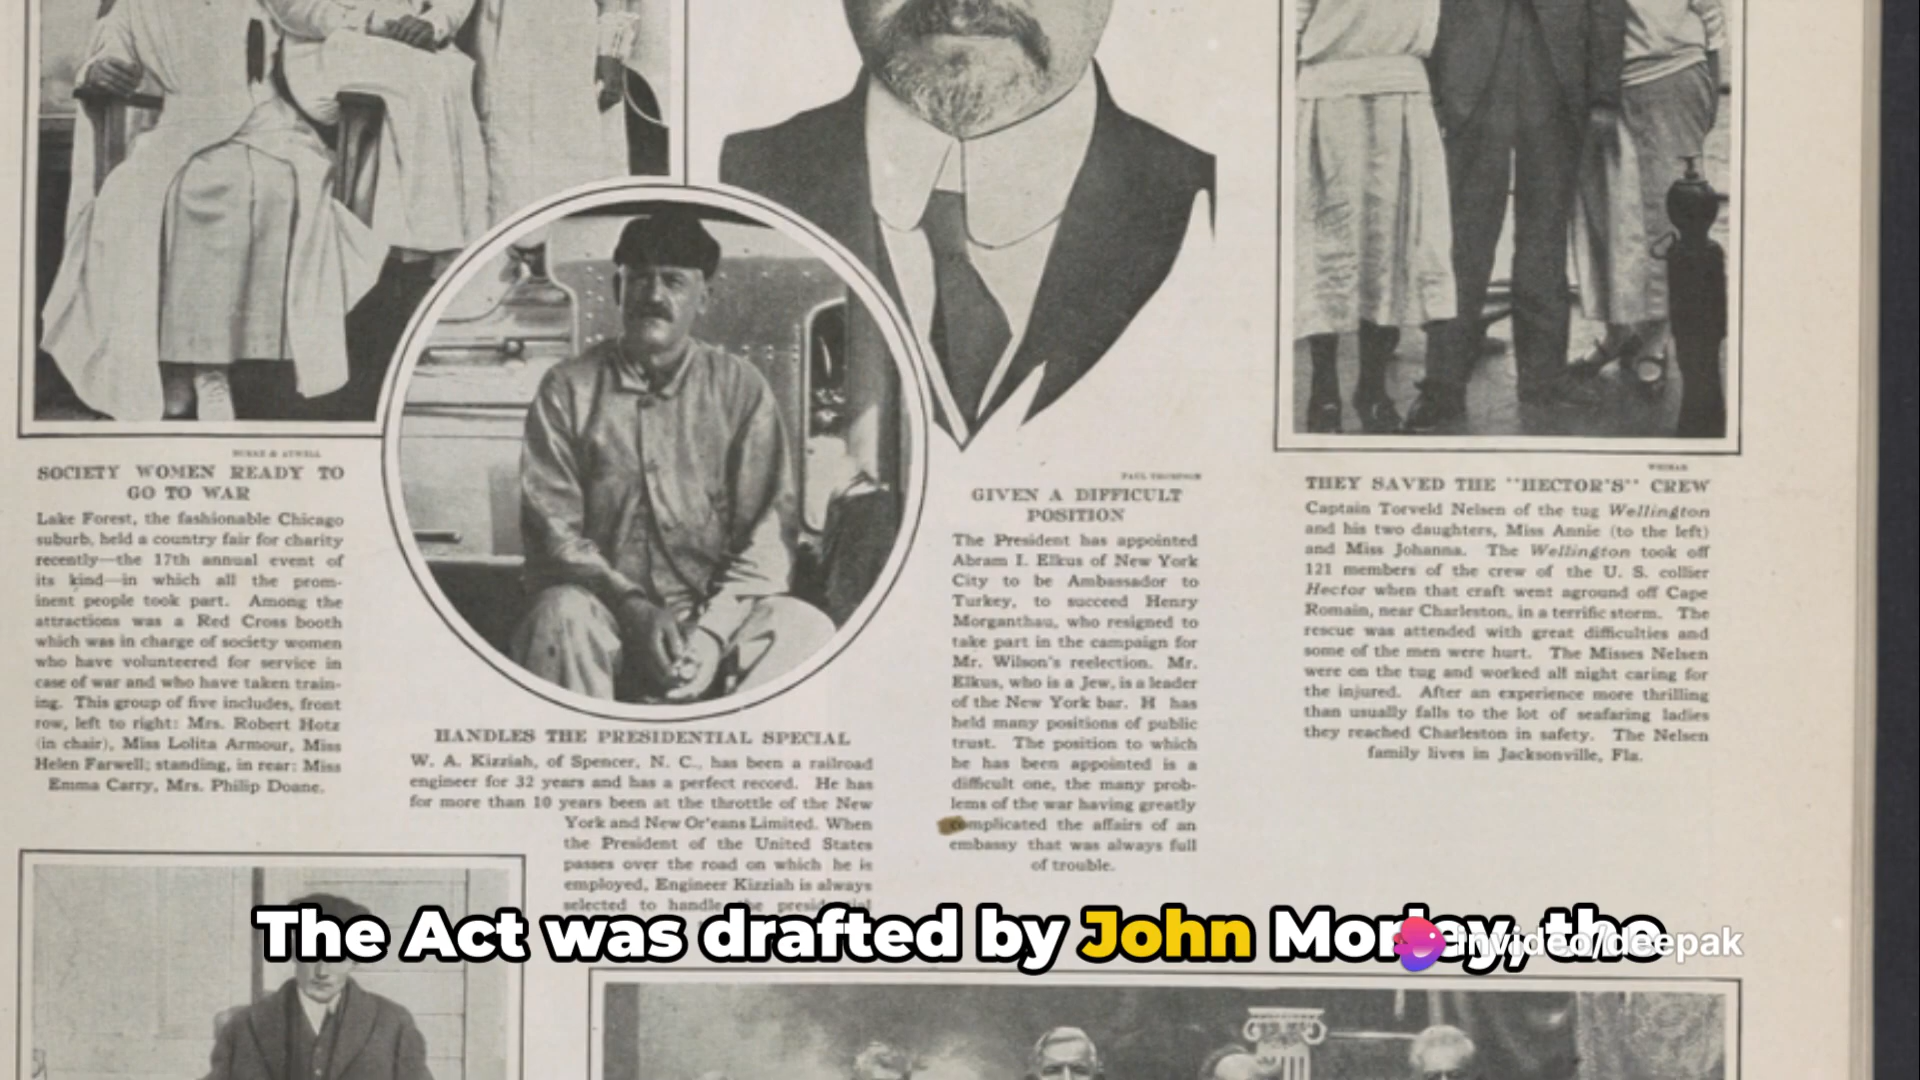 BURKE & ATWELL
SOCIETY WOMEN READY TO
GO TO WAR
Lake Forest, the fashionable Chicago
suburb, held a country fair for charity
recently—the 17th annual event of
its kind—in which all the prom-
inent people took part. Among the
attractions was a Red Cross booth
which was in charge of society women
who have volunteered for service in
case of war and who have taken train-
ing. This group of five includes, front
row, left to right: Mrs. Robert Hotz
(in chair), Miss Lolita Armour, Miss
Helen Farwell; standing, in rear: Miss
Emma Carry, Mrs. Philip Doane.
HANDLES THE PRESIDENTIAL SPECIAL
W. A. Kizziah, of Spencer, N. C., has been a railroad
engineer for 32 years and has a perfect record. He has
for more than 10 years been at the throttle of the New
York and New Or'eans Limited. When
the President of the United States
passes over the road on which he is
employed, Engineer Kizziah is always
selected to handle the presidential
PAUL THOMPSON
GIVEN A DIFFICULT
POSITION
The President has appointed
Abram I. Elkus of New York
City to be Ambassador to
Turkey, to succeed Henry
Morganthau, who resigned to
take part in the campaign for
Mr. Wilson's reelection. Mr.
Elkus, who is a Jew, is a leader
of the New York bar. H has
held many positions of public
trust. The position to which
he has been appointed is a
difficult one, the many prob-
lems of the war having greatly
complicated the affairs of an
embassy that was always full
of trouble.
THEY SAVED THE "HECTOR'S" CREW
Captain Torveld Nelsen of the tug Wellington
and his two daughters, Miss Annie (to the left)
and Miss Johanna. The Wellington took off
121 members of the crew of the U. S. collier
Hector when that craft went aground off Cape
Romain, near Charleston, in a terrific storm. The
rescue was attended with great difficulties and
some of the men were hurt. The Misses Nelsen
were on the tug and worked all night caring for
the injured. After an experience more thrilling
than usually falls to the lot of seafaring ladies
they reached Charleston in safety. The Nelsen
family lives in Jacksonville, Fla.
The Act was drafted by John Morley, the
invideo/deepak